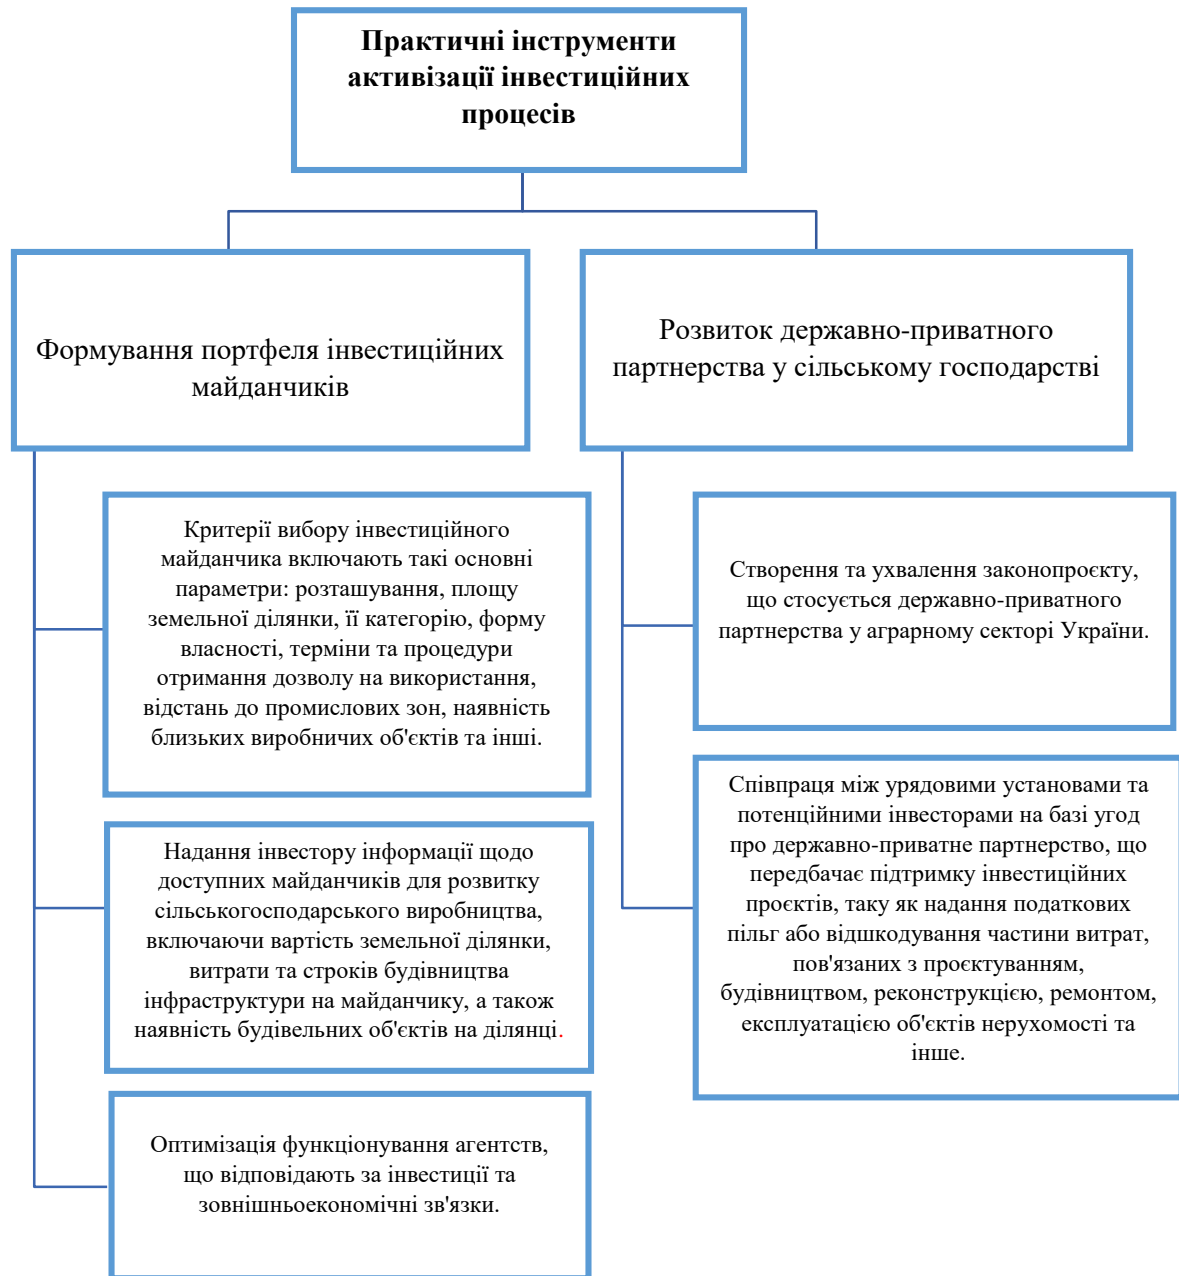 Практичні інструменти
активізації інвестиційних
процесів
Формування портфеля інвестиційних
майданчиків
Розвиток державно-приватного
партнерства у сільському господарстві
Критерії вибору інвестиційного
майданчика включають такі основні
параметри: розташування, площу
земельної ділянки, її категорію, форму
власності, терміни та процедури
отримання дозволу на використання,
відстань до промислових зон, наявність
близьких виробничих об'єктів та інші.
Надання інвестору інформації щодо
доступних майданчиків для розвитку
сільськогосподарського виробництва,
включаючи вартість земельної ділянки,
витрати та строків будівництва
інфраструктури на майданчику, а також
наявність будівельних об'єктів на ділянці.
Оптимізація функціонування агентств,
що відповідають за інвестиції та
зовнішньоекономічні зв'язки.
Створення та ухвалення законопроєкту,
що стосується державно-приватного
партнерства у аграрному секторі України.
Співпраця між урядовими установами та
потенційними інвесторами на базі угод
про державно-приватне партнерство, що
передбачає підтримку інвестиційних
проєктів, таку як надання податкових
пільг або відшкодування частини витрат,
пов'язаних з проєктуванням,
будівництвом, реконструкцією, ремонтом,
експлуатацією об'єктів нерухомості та
інше.